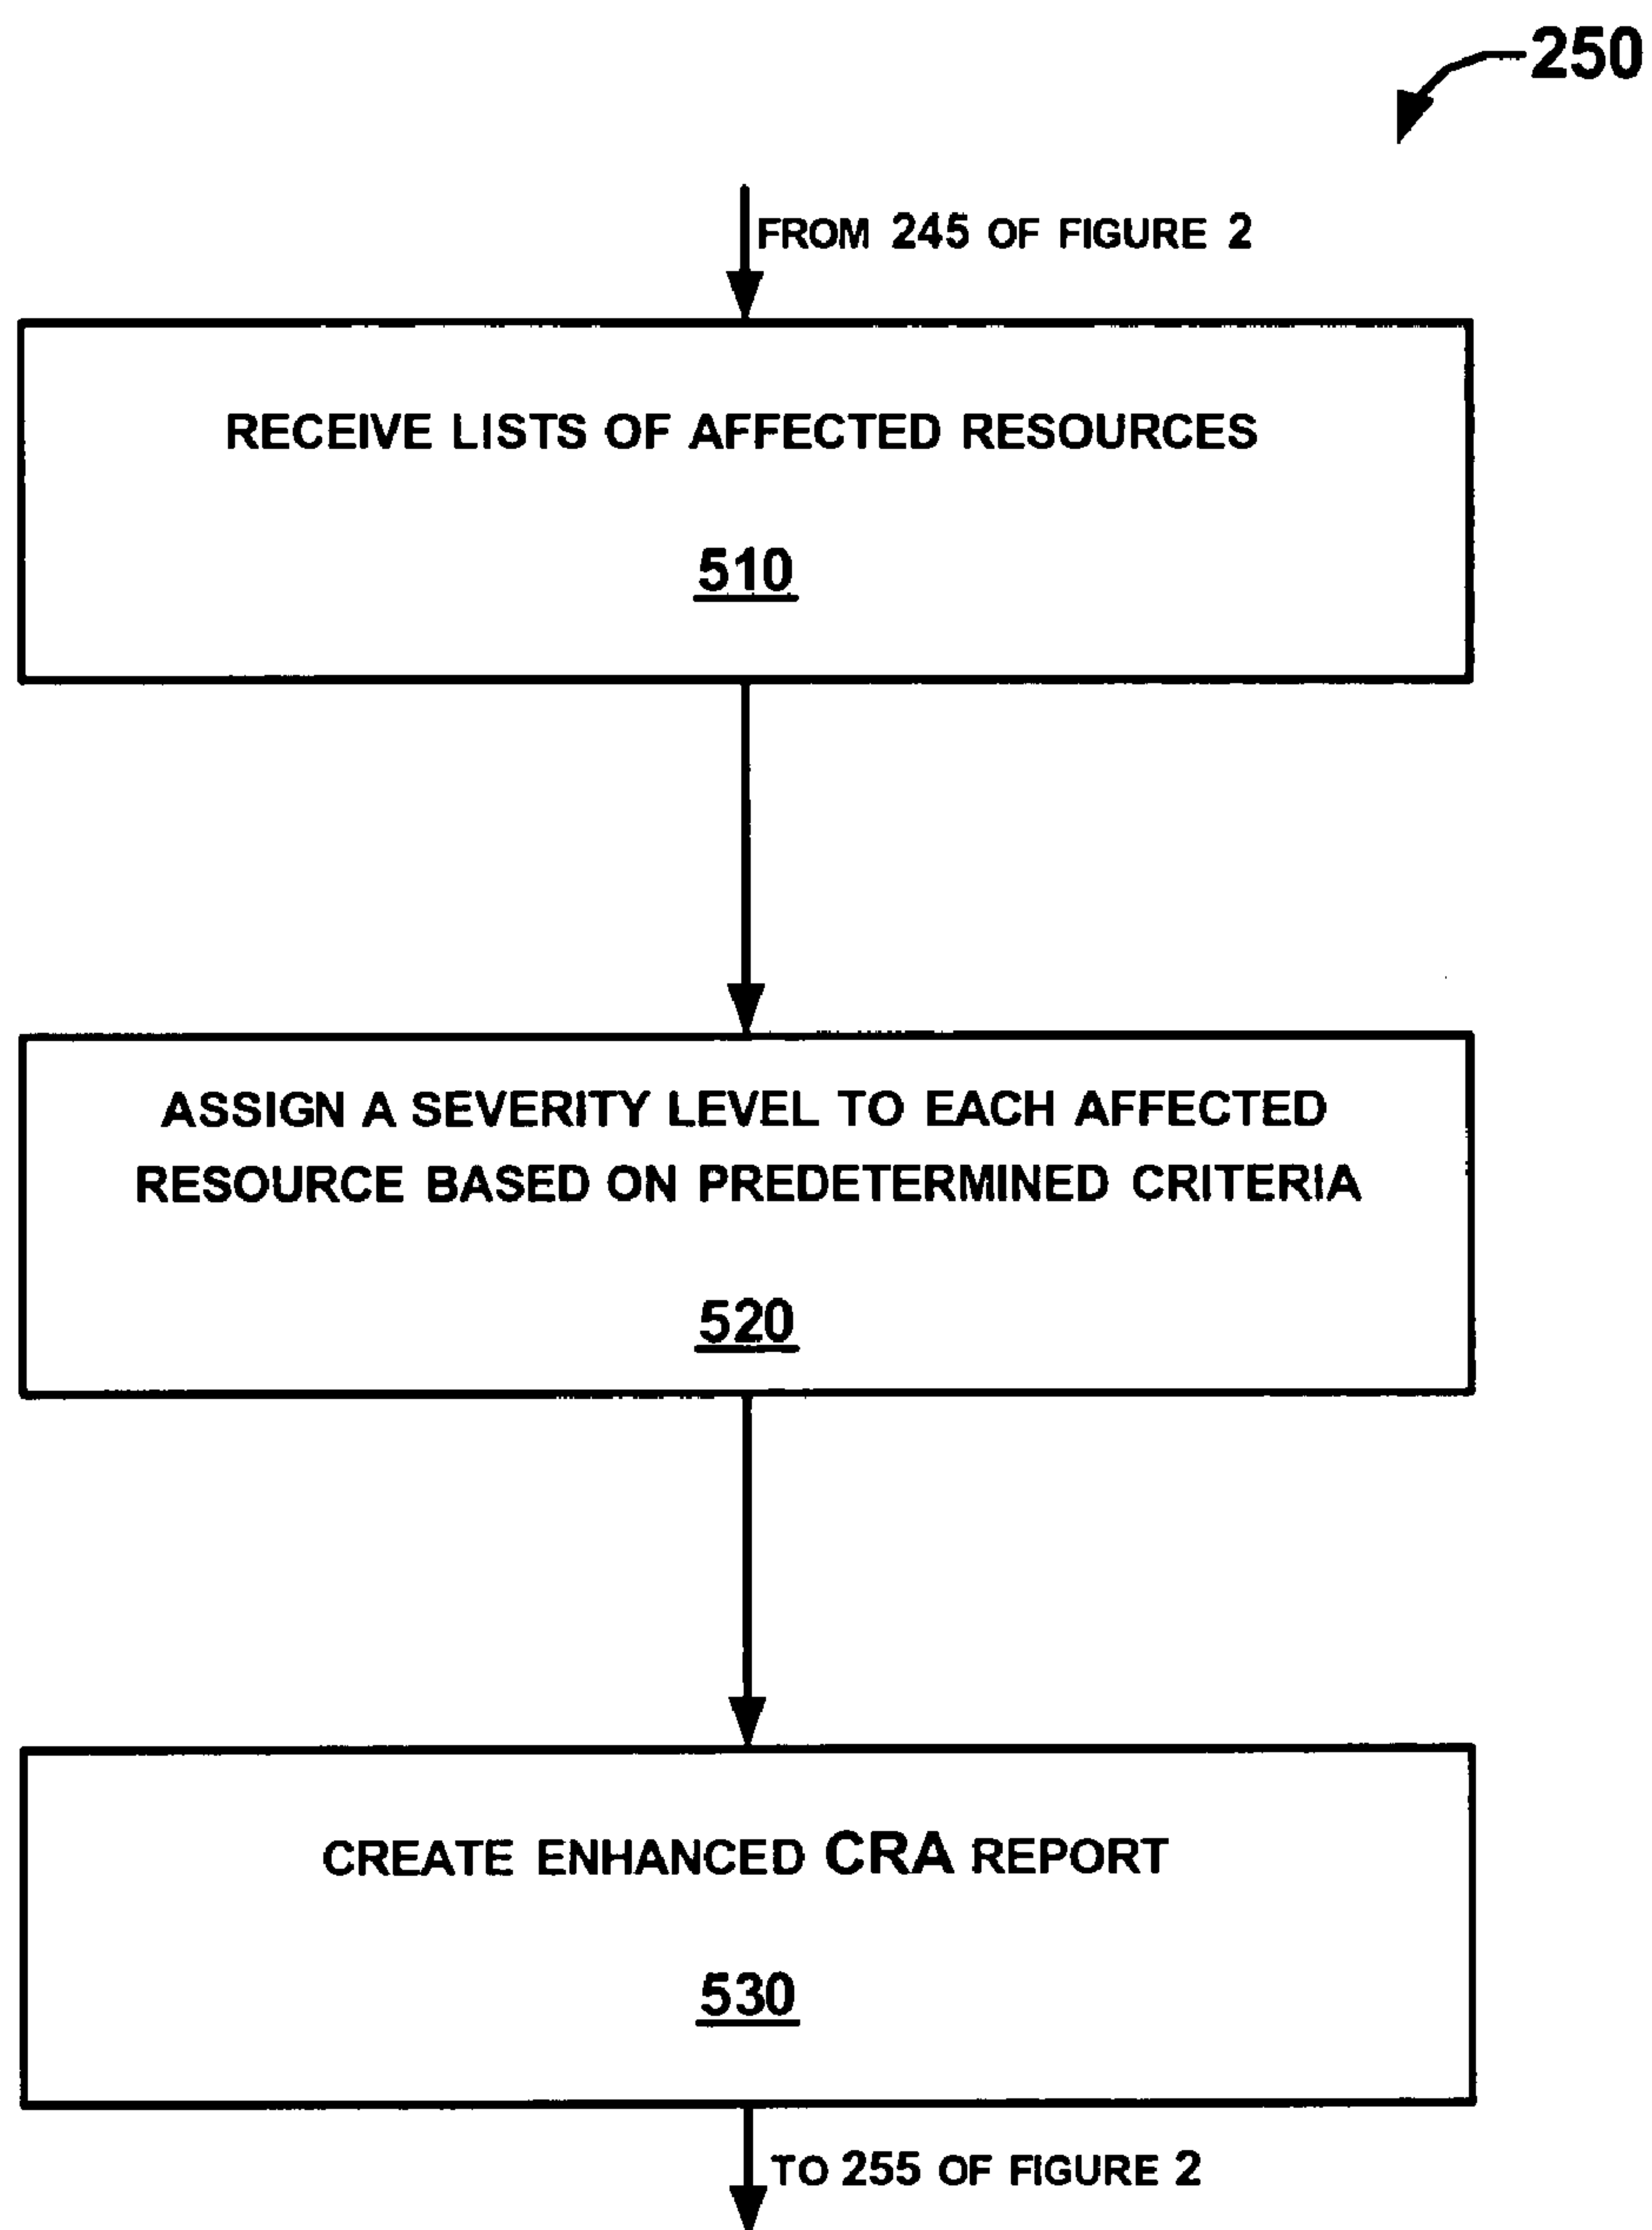 250
FROM 245 OF FIGURE 2
RECEIVE LISTS OF AFFECTED RESOURCES
510
ASSIGN A SEVERITY LEVEL TO EACH AFFECTED
RESOURCE BASED ON PREDETERMINED CRITERIA
520
CREATE ENHANCED CRA REPORT
530
TO 255 OF FIGURE 2